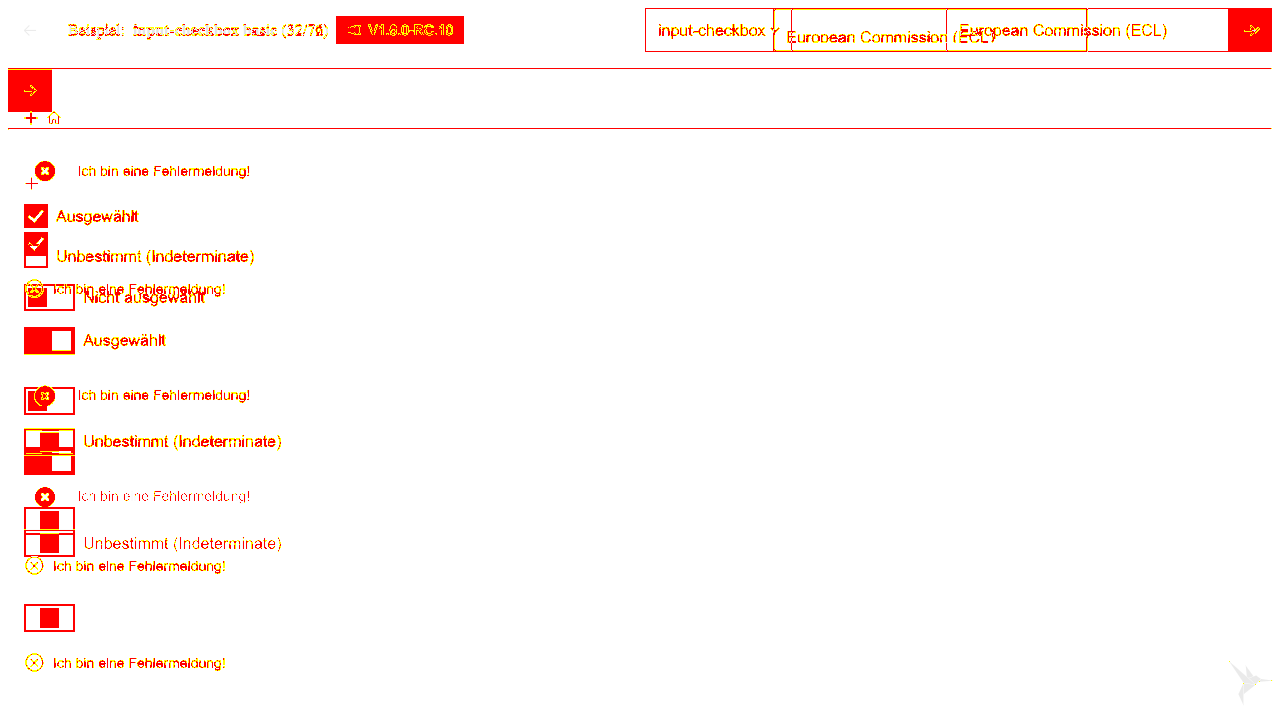 Beispiel: input-checkbox basic (32/76) V1.6.0-RC.10 input-checkbox European Commission (ECL) European Commission (ECL)
Ich bin eine Fehlermeldung!
Ausgewählt
Unbestimmt (Indeterminate)
Ich bin eine Fehlermeldung!
Nicht ausgewählt
Ausgewählt
Ich bin eine Fehlermeldung!
Unbestimmt (Indeterminate)
Ich bin eine Fehlermeldung!
Unbestimmt (Indeterminate)
Ich bin eine Fehlermeldung!
Ich bin eine Fehlermeldung!